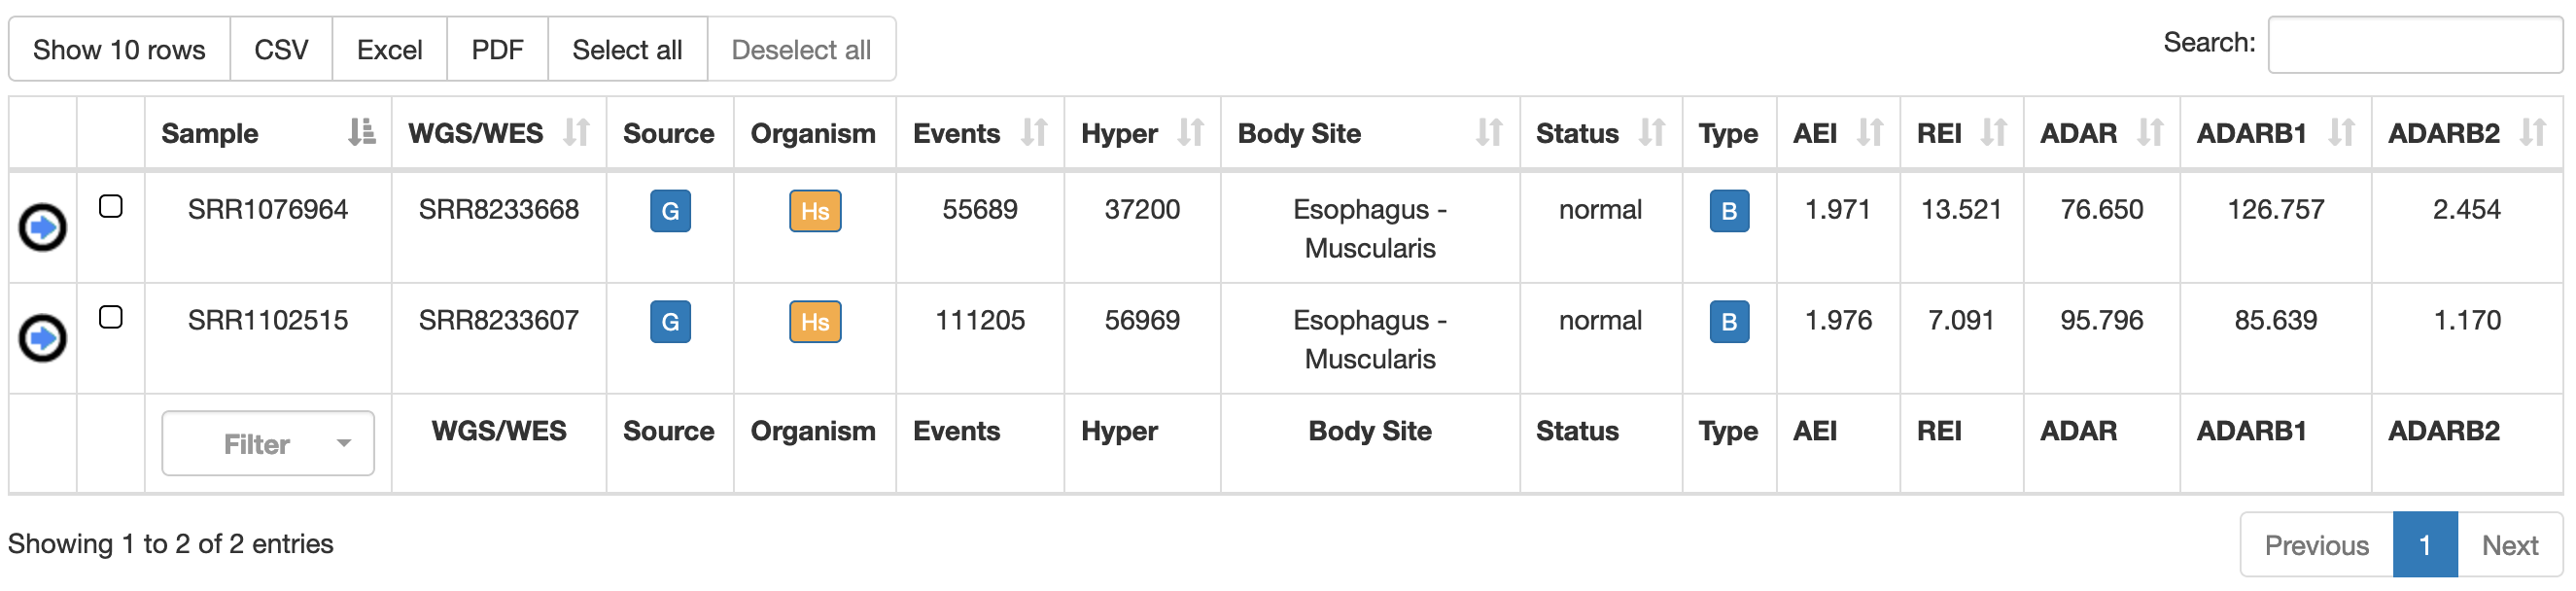 Show 10 rows CSV Excel PDF Select all Deselect all Search:
Sample WGS/WES Source Organism Events Hyper Body Site Status Type AEI REI ADAR ADARB1 ADARB2
SRR1076964 SRR8233668 G Hs 55689 37200 Esophagus - normal B 1.971 13.521 76.650 126.757 2.454
Muscularis
SRR1102515 SRR8233607 G Hs 111205 56969 Esophagus - normal B 1.976 7.091 95.796 85.639 1.170
Muscularis
Filter WGS/WES Source Organism Events Hyper Body Site Status Type AEI REI ADAR ADARB1 ADARB2
Showing 1 to 2 of 2 entries Previous 1 Next